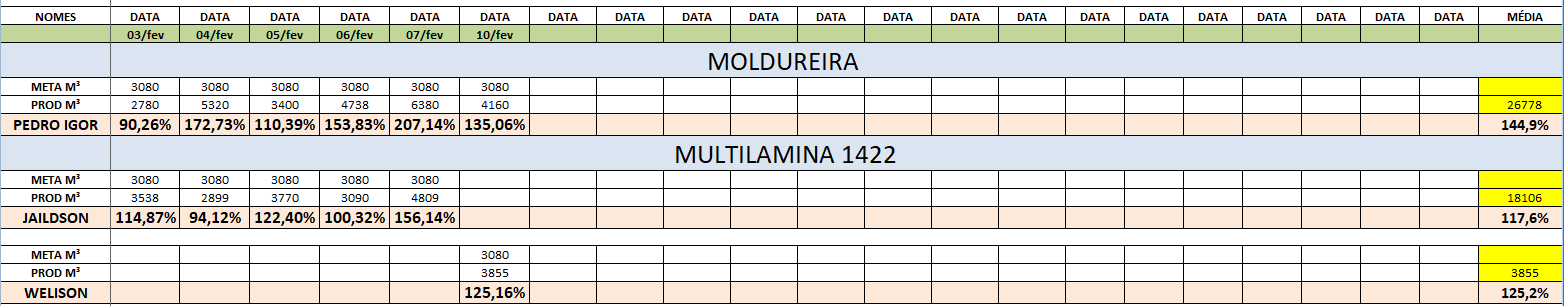 NOMES DATA DATA DATA DATA DATA DATA DATA DATA DATA DATA DATA DATA DATA DATA DATA DATA DATA DATA DATA DATA MÉDIA
03/fev 04/fev 05/fev 06/fev 07/fev 10/fev
MOLDUREIRA
META M³ 3080 3080 3080 3080 3080 3080
PROD M³ 2780 5320 3400 4738 6380 4160 26778
PEDRO IGOR 90,26% 172,73% 110,39% 153,83% 207,14% 135,06% 144,9%
MULTILAMINA 1422
META M³ 3080 3080 3080 3080 3080
PROD M³ 3538 2899 3770 3090 4809 18106
JAILDSON 114,87% 94,12% 122,40% 100,32% 156,14% 117,6%
META M³ 3080
PROD M³ 3855 3855
WELISON 125,16% 125,2%